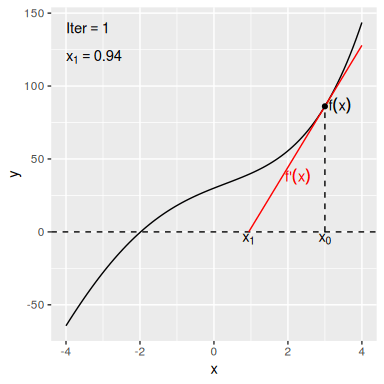 150
100
50
0
-50
y
Iter = 1
x₁ = 0.94
f(x)
f'(x)
x₁
x₀
-4
-2
0
2
4
x